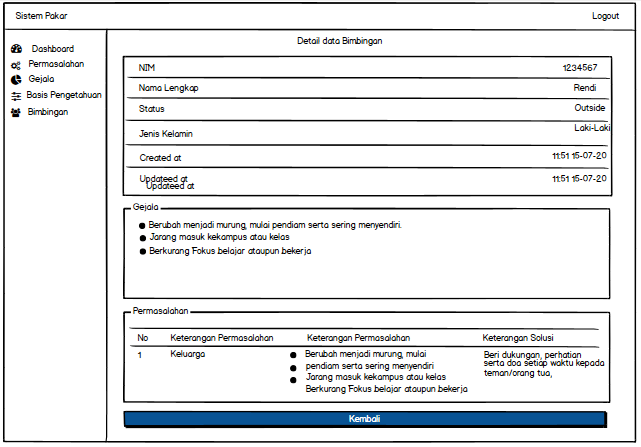 Sistem Pakar
Logout
Dashboard
Permasalahan
Gejala
Basis Pengetahuan
Bimbingan
Detail data Bimbingan
NIM 1234567
Nama Lengkap Rendi
Status Outside
Jenis Kelamin Laki-Laki
Created at 11:51 15-07-20
Updateed at 11:51 15-07-20
Updateed at
Gejala
Berubah menjadi murung, mulai pendiam serta sering menyendiri.
Jarang masuk kekampus atau kelas
Berkurang Fokus belajar ataupun bekerja
Permasalahan
No Keterangan Permasalahan Keterangan Permasalahan Keterangan Solusi
1 Keluarga
Berubah menjadi murung, mulai
pendiam serta sering menyendiri
Jarang masuk kekampus atau kelas
Berkurang Fokus belajar ataupun bekerja
Beri dukungan, perhatian
serta doa setiap waktu kepada
teman/orang tua,
Kembali